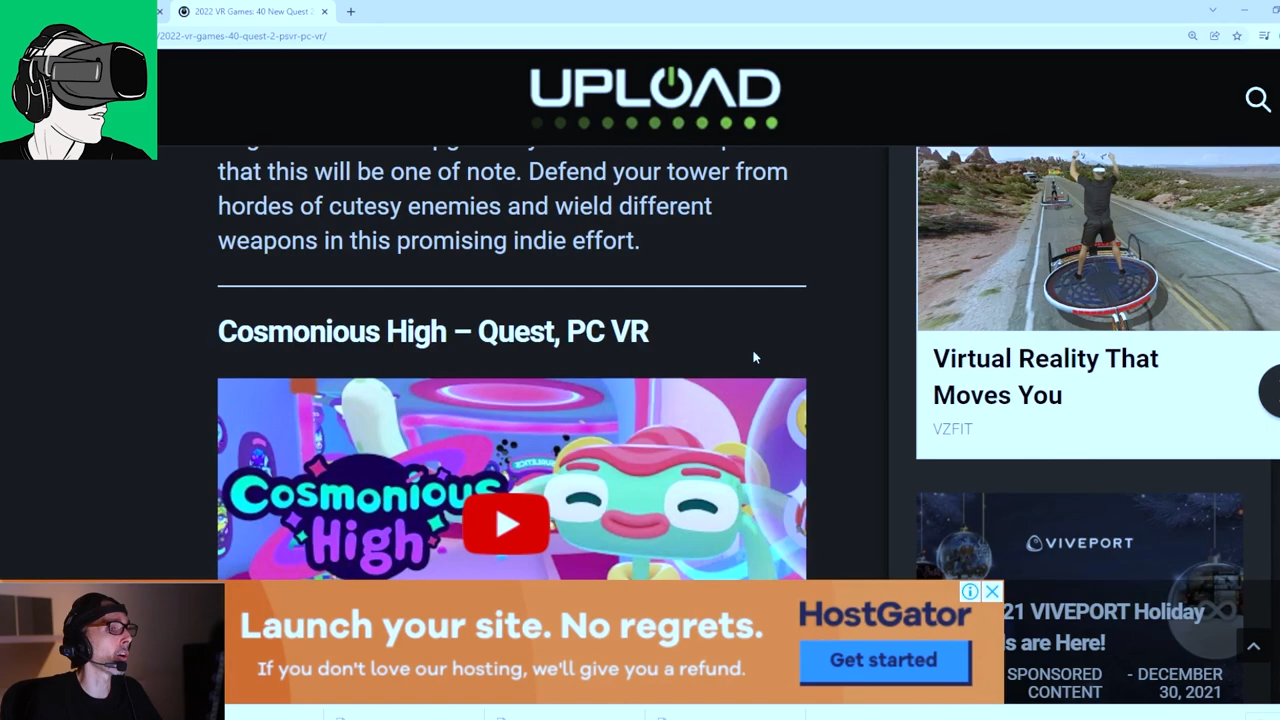 2022 VR Games: 40 New Quest 2
/2022-vr-games-40-quest-2-psvr-pc-vr/
UPLOAD
that this will be one of note. Defend your tower from
hordes of cutesy enemies and wield different
weapons in this promising indie effort.
Cosmonious High – Quest, PC VR
Cosmonious
High
Virtual Reality That
Moves You
VZFIT
VIVEPORT
21 VIVEPORT Holiday
s are Here!
SPONSORED CONTENT
- DECEMBER 30, 2021
Launch your site. No regrets.
If you don't love our hosting, we'll give you a refund.
HostGator
Get started